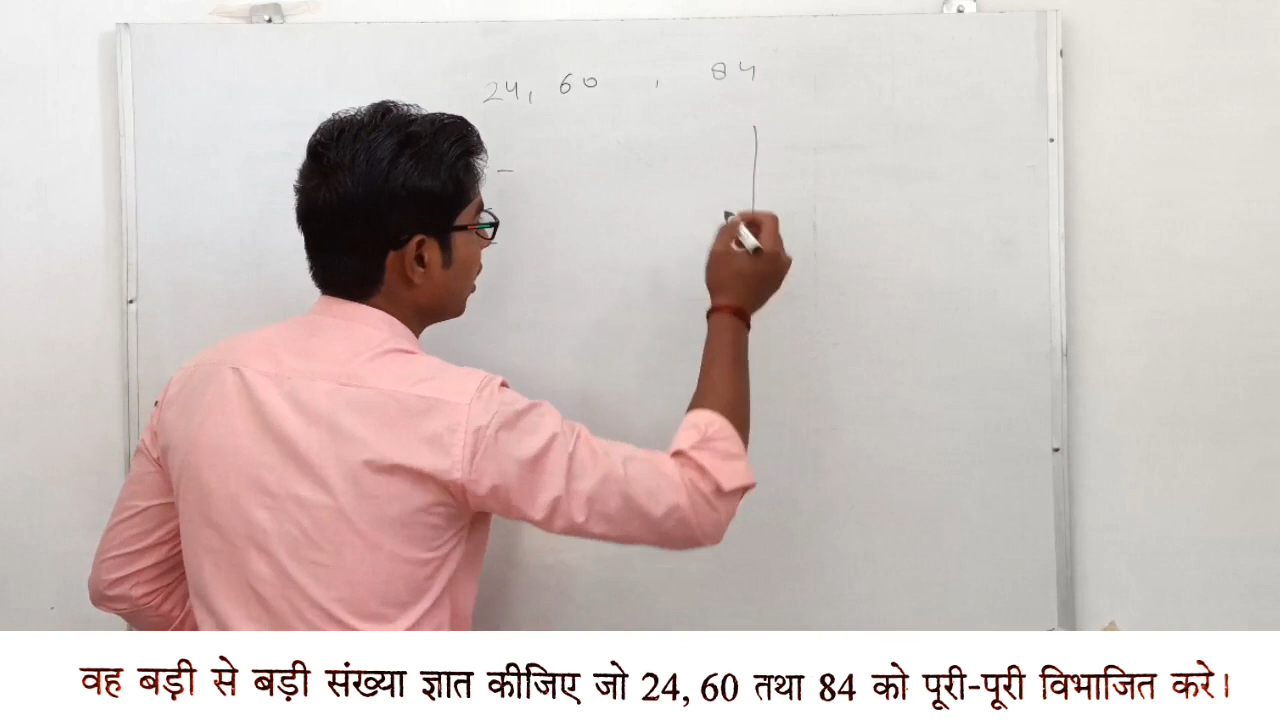 24, 60 , 84
वह बड़ी से बड़ी संख्या ज्ञात कीजिए जो 24, 60 तथा 84 को पूरी-पूरी विभाजित करे।